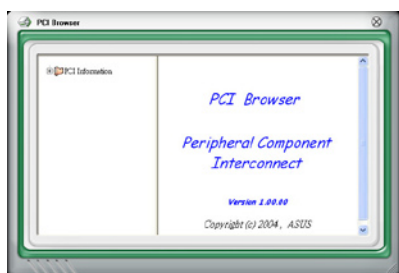 PCI Browser
PCI Information
PCI Browser
Peripheral Component
Interconnect
Version 1.00.00
Copyright (c) 2004, ASUS